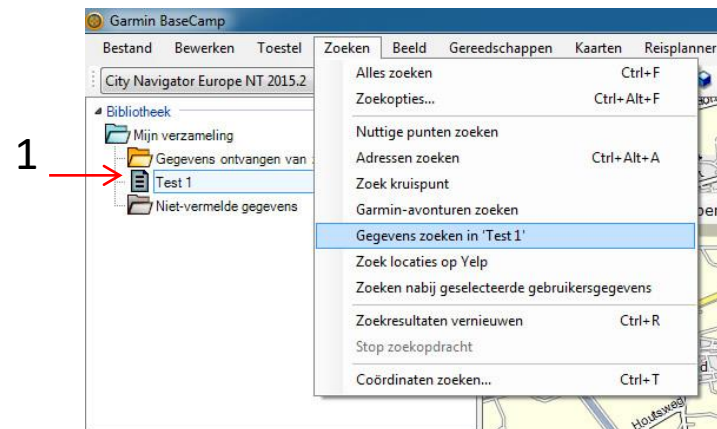 Garmin BaseCamp
Bestand Bewerken Toestel Zoeken Beeld Gereedschappen Kaarten Reisplanner
City Navigator Europe NT 2015.2
Alles zoeken Ctrl+F
Zoekopties... Ctrl+Alt+F
Bibliotheek
Mijn verzameling
Nuttige punten zoeken
1
Gegevens ontvangen van
Adressen zoeken Ctrl+Alt+A
Test 1
Zoek kruispunt
Niet-vermelde gegevens
Garmin-avonturen zoeken
Gegevens zoeken in 'Test 1'
Zoek locaties op Yelp
Zoeken nabij geselecteerde gebruikersgegevens
Zoekresultaten vernieuwen Ctrl+R
Stop zoekopdracht
Coördinaten zoeken... Ctrl+T
Houtsweg